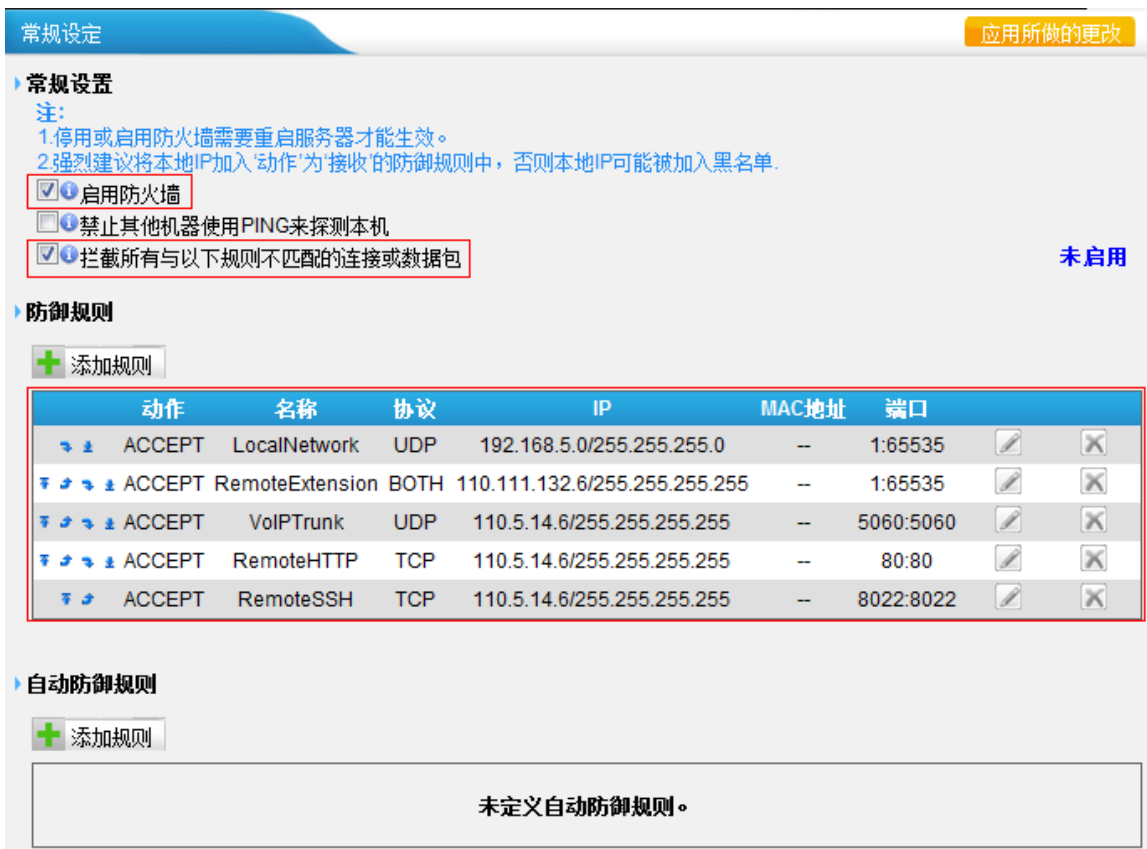 常规设定 应用所做的更改
常规设置
注:
1.停用或启用防火墙需要重启服务器才能生效。
2.强烈建议将本地IP加入'动作'为'接收'的防御规则中，否则本地IP可能被加入黑名单.
启用防火墙
禁止其他机器使用PING来探测本机
拦截所有与以下规则不匹配的连接或数据包 未启用
防御规则
添加规则
动作 名称 协议 IP MAC地址 端口
ACCEPT LocalNetwork UDP 192.168.5.0/255.255.255.0 -- 1:65535
ACCEPT RemoteExtension BOTH 110.111.132.6/255.255.255.255 -- 1:65535
ACCEPT VoIPTrunk UDP 110.5.14.6/255.255.255.255 -- 5060:5060
ACCEPT RemoteHTTP TCP 110.5.14.6/255.255.255.255 -- 80:80
ACCEPT RemoteSSH TCP 110.5.14.6/255.255.255.255 -- 8022:8022
自动防御规则
添加规则
未定义自动防御规则。